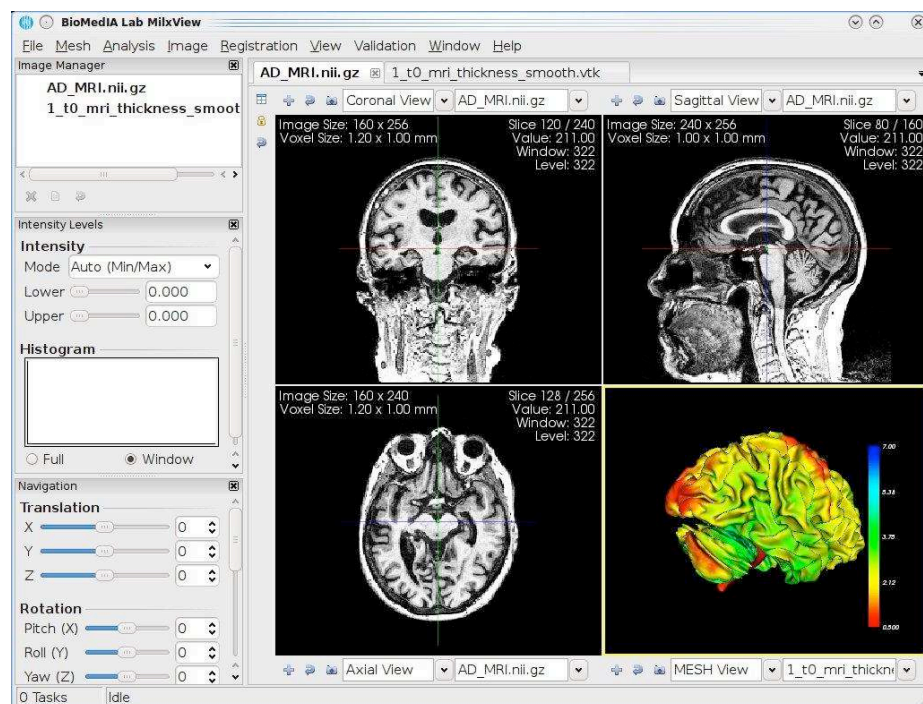 BioMedIA Lab MilxView
File Mesh Analysis Image Registration View Validation Window Help
Image Manager
AD_MRI.nii.gz
1_t0_mri_thickness_smoot
Intensity Levels
Intensity
Mode Auto (Min/Max)
Lower 0.000
Upper 0.000
Histogram
Full Window
Navigation
Translation
X 0
Y 0
Z 0
Rotation
Pitch (X) 0
Roll (Y) 0
Yaw (Z) 0
0 Tasks Idle
AD_MRI.nii.gz 1_t0_mri_thickness_smooth.vtk
Coronal View AD_MRI.nii.gz
Image Size: 160 x 256
Voxel Size: 1.20 x 1.00 mm
Slice 120 / 240
Value: 211.00
Window: 322
Level: 322
Sagittal View AD_MRI.nii.gz
Image Size: 240 x 256
Voxel Size: 1.00 x 1.00 mm
Slice 80 / 160
Value: 211.00
Window: 322
Level: 322
Image Size: 160 x 240
Voxel Size: 1.20 x 1.00 mm
Slice 128 / 256
Value: 211.00
Window: 322
Level: 322
Axial View AD_MRI.nii.gz
7.00
5.38
3.75
2.12
0.500
MESH View 1_t0_mri_thickne